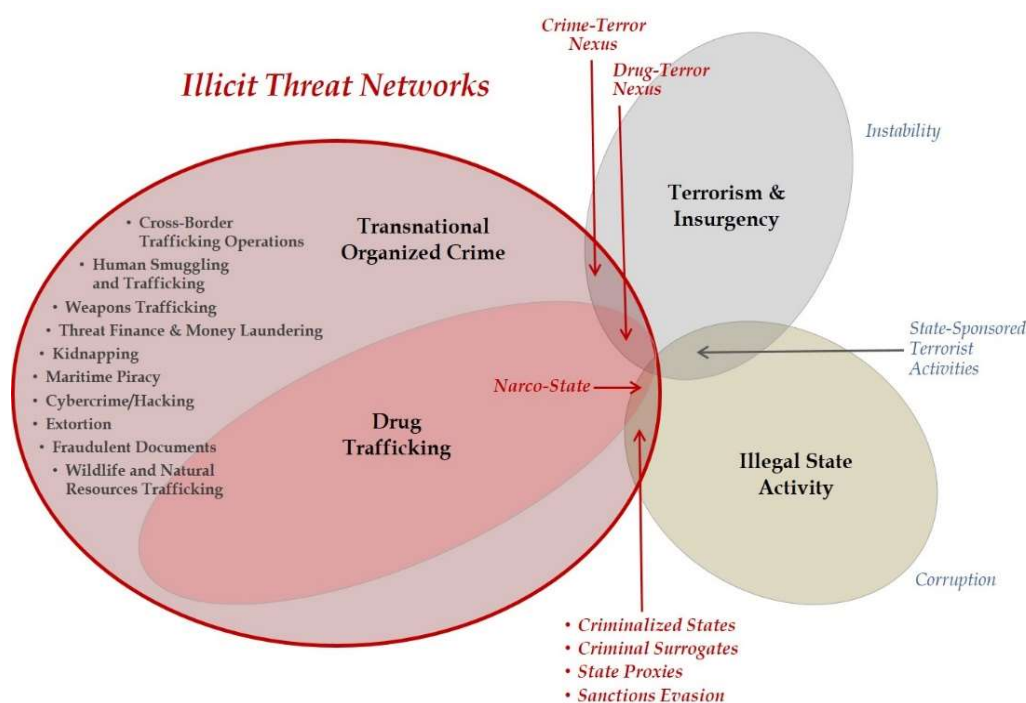 Crime-Terror
Nexus
Illicit Threat Networks
Drug-Terror
Nexus
Instability
Terrorism &
Insurgency
Transnational
Organized Crime
• Cross-Border
Trafficking Operations
• Human Smuggling
and Trafficking
• Weapons Trafficking
• Threat Finance & Money Laundering
• Kidnapping
• Maritime Piracy
• Cybercrime/Hacking
• Extortion
• Fraudulent Documents
• Wildlife and Natural
Resources Trafficking
State-Sponsored
Terrorist
Activities
Narco-State
Drug
Trafficking
Illegal State
Activity
Corruption
• Criminalized States
• Criminal Surrogates
• State Proxies
• Sanctions Evasion